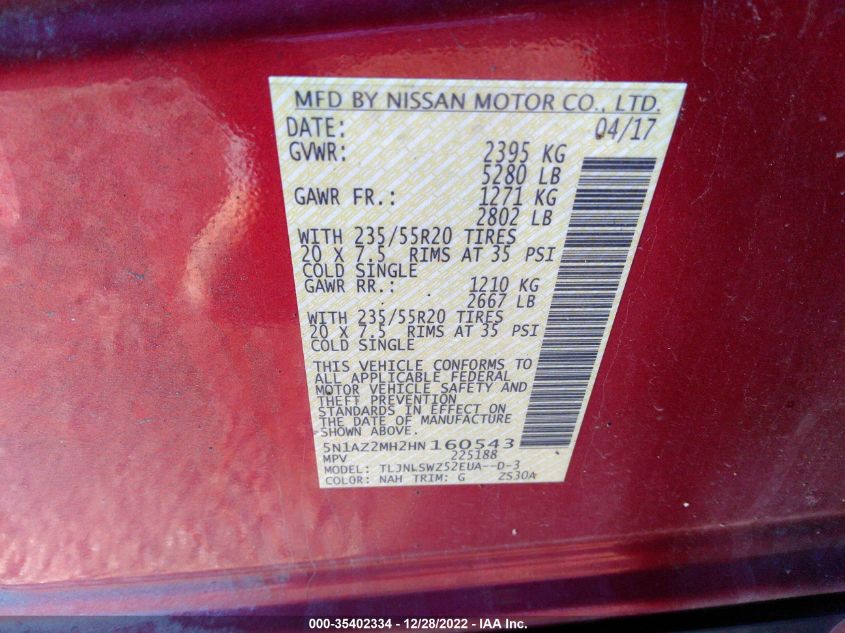 MFD BY NISSAN MOTOR CO., LTD.
DATE: 04/17
GVWR: 2395 KG
5280 LB
GAWR FR.: 1271 KG
2802 LB
WITH 235/55R20 TIRES
20 X 7.5 RIMS AT 35 PSI
COLD SINGLE
GAWR RR.: 1210 KG
2667 LB
WITH 235/55R20 TIRES
20 X 7.5 RIMS AT 35 PSI
COLD SINGLE
THIS VEHICLE CONFORMS TO
ALL APPLICABLE FEDERAL
MOTOR VEHICLE SAFETY AND
THEFT PREVENTION
STANDARDS IN EFFECT ON
THE DATE OF MANUFACTURE
SHOWN ABOVE.
5N1AZ2MH2HN160543
MPV 225188
MODEL: TLJNLSWZ52EUA--D-3
COLOR: NAH TRIM: G ZS30A
000-35402334 - 12/28/2022 - IAA Inc.